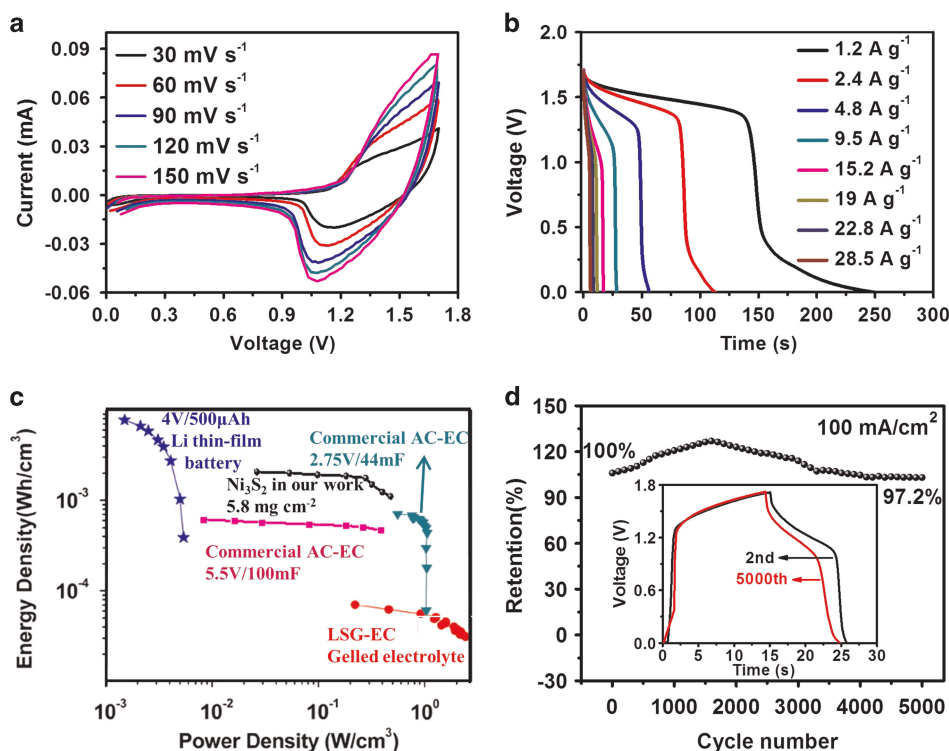 a
30 mV s⁻¹
60 mV s⁻¹
90 mV s⁻¹
120 mV s⁻¹
150 mV s⁻¹
0.09
0.06
0.03
0.00
-0.03
-0.06
Current (mA)
0.0 0.3 0.6 0.9 1.2 1.5 1.8
Voltage (V)
b
1.2 A g⁻¹
2.4 A g⁻¹
4.8 A g⁻¹
9.5 A g⁻¹
15.2 A g⁻¹
19 A g⁻¹
22.8 A g⁻¹
28.5 A g⁻¹
2.0
1.5
1.0
0.5
0.0
Voltage (V)
0 50 100 150 200 250 300
Time (s)
c
4V/500μAh
Li thin-film
battery
Commercial AC-EC
2.75V/44mF
Ni₃S₂ in our work
5.8 mg cm⁻²
Commercial AC-EC
5.5V/100mF
LSG-EC
Gelled electrolyte
10⁻³
10⁻⁴
10⁻⁵
Energy Density(Wh/cm³)
10⁻³ 10⁻² 10⁻¹ 10⁰
Power Density (W/cm³)
d
150
120
90
60
30
0
-30
Retention(%)
100 mA/cm²
100%
97.2%
1.8
1.2
0.6
0.0
Voltage (V)
2nd
5000th
0 5 10 15 20 25 30
Time (s)
0 1000 2000 3000 4000 5000
Cycle number